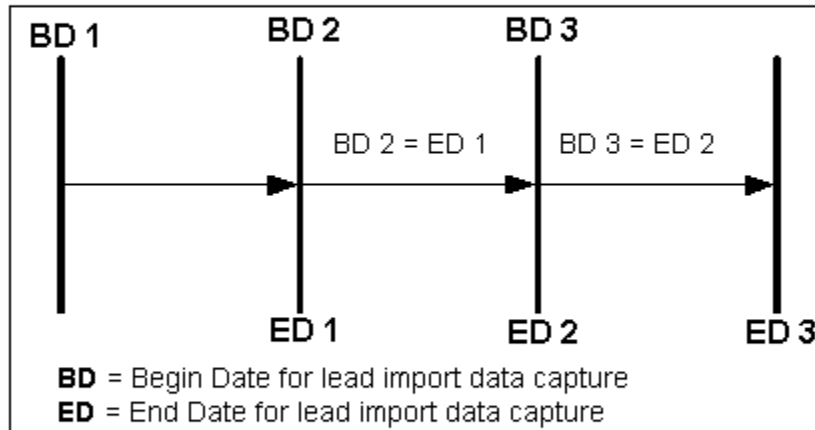 BD 1 BD 2 BD 3
BD 2 = ED 1 BD 3 = ED 2
ED 1 ED 2 ED 3
BD = Begin Date for lead import data capture
ED = End Date for lead import data capture